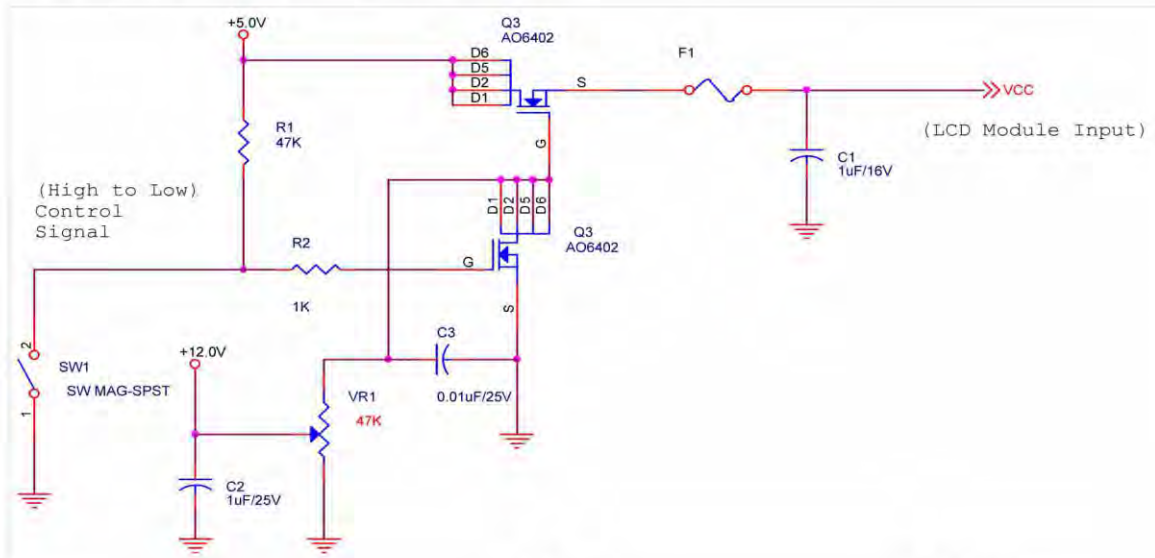 +5.0V
Q3
AO6402
D6
D5
D2
D1
S
G
F1
VCC
(LCD Module Input)
R1
47K
C1
1uF/16V
(High to Low)
Control
Signal
D1
D2
D5
D6
Q3
AO6402
R2
1K
G
S
2
SW1
SW MAG-SPST
1
+12.0V
C3
0.01uF/25V
VR1
47K
C2
1uF/25V